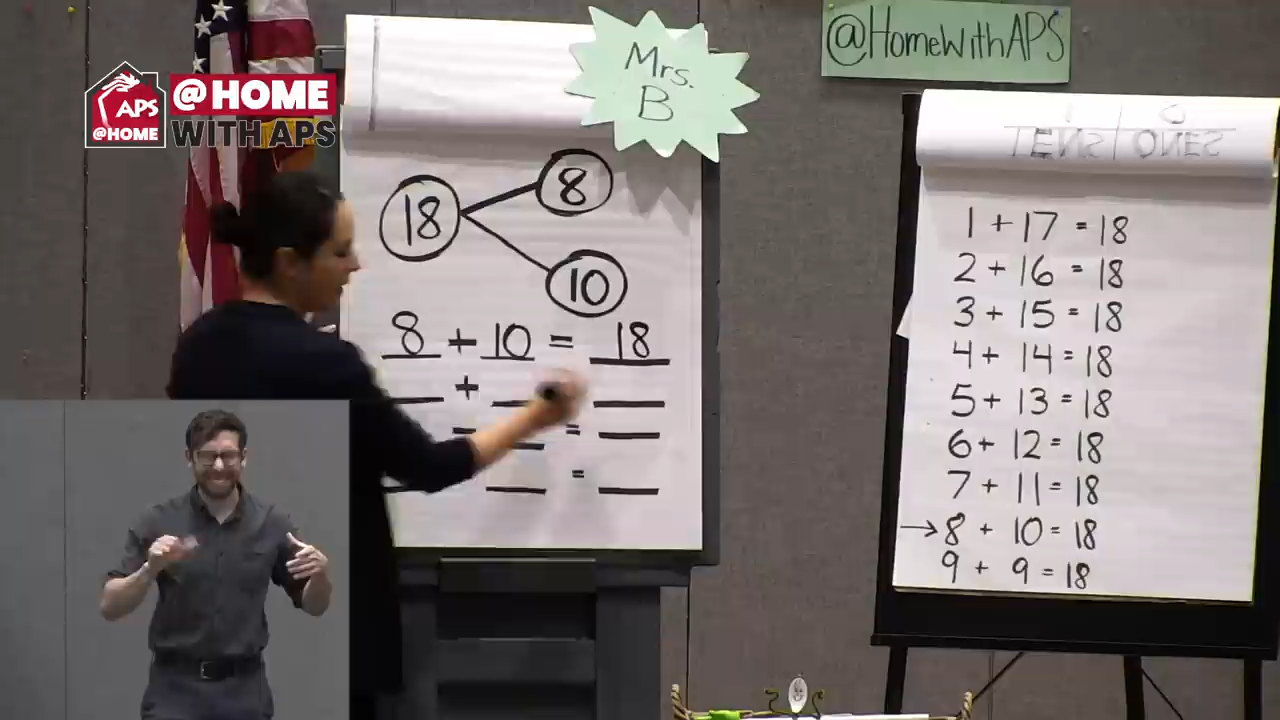 APS
@HOME
@HOME
WITH APS
Mrs.
B
@HomeWithAPS
18
8
10
8 + 10 = 18
+
=
=
TENS | ONES
1 + 17 = 18
2 + 16 = 18
3 + 15 = 18
4 + 14 = 18
5 + 13 = 18
6 + 12 = 18
7 + 11 = 18
→8 + 10 = 18
9 + 9 = 18